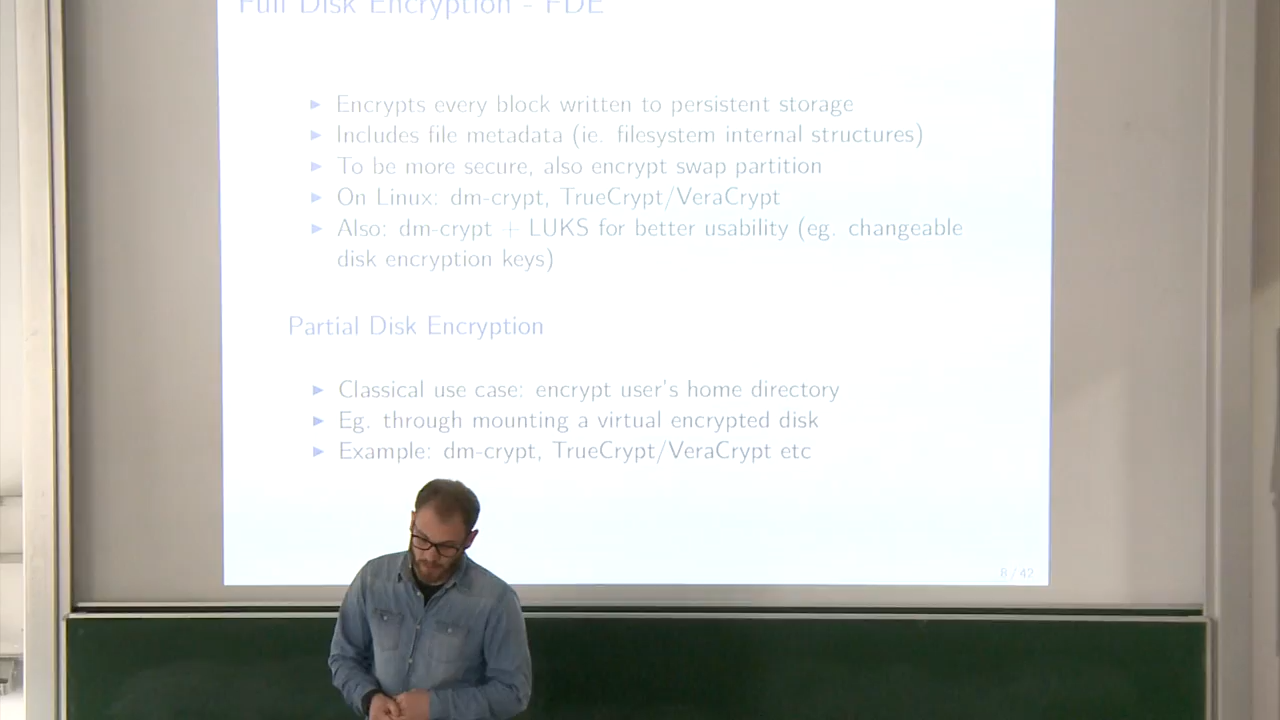 Full Disk Encryption - FDE
Encrypts every block written to persistent storage
Includes file metadata (ie. filesystem internal structures)
To be more secure, also encrypt swap partition
On Linux: dm-crypt, TrueCrypt/VeraCrypt
Also: dm-crypt + LUKS for better usability (eg. changeable
disk encryption keys)
Partial Disk Encryption
Classical use case: encrypt user's home directory
Eg. through mounting a virtual encrypted disk
Example: dm-crypt, TrueCrypt/VeraCrypt etc
8 / 42